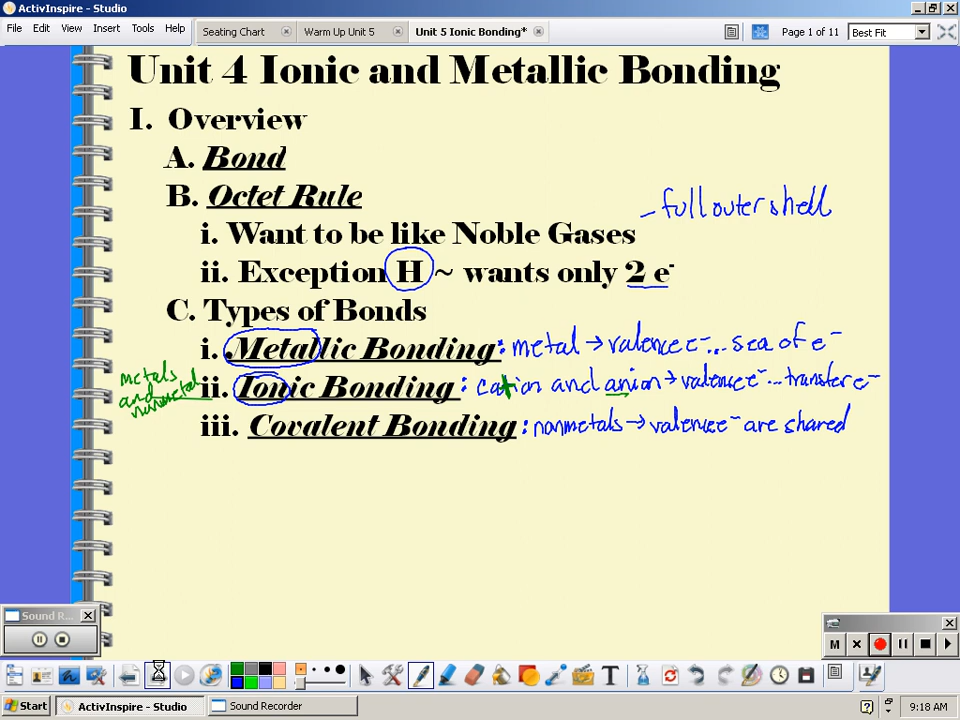 ActivInspire - Studio
File Edit View Insert Tools Help
Seating Chart Warm Up Unit 5 Unit 5 Ionic Bonding* Page 1 of 11 Best Fit
Unit 4 Ionic and Metallic Bonding
I. Overview
A. Bond
B. Octet Rule
– full outer shell
i. Want to be like Noble Gases
ii. Exception H ~ wants only 2 e-
C. Types of Bonds
i. Metallic Bonding: metal → valence e-... sea of e-
metals and nonmetal
ii. Ionic Bonding: cation and anion → valence e-... transfer e-
iii. Covalent Bonding: nonmetals → valence e- are shared
Sound R...
M
T
Start ActivInspire - Studio Sound Recorder 9:18 AM